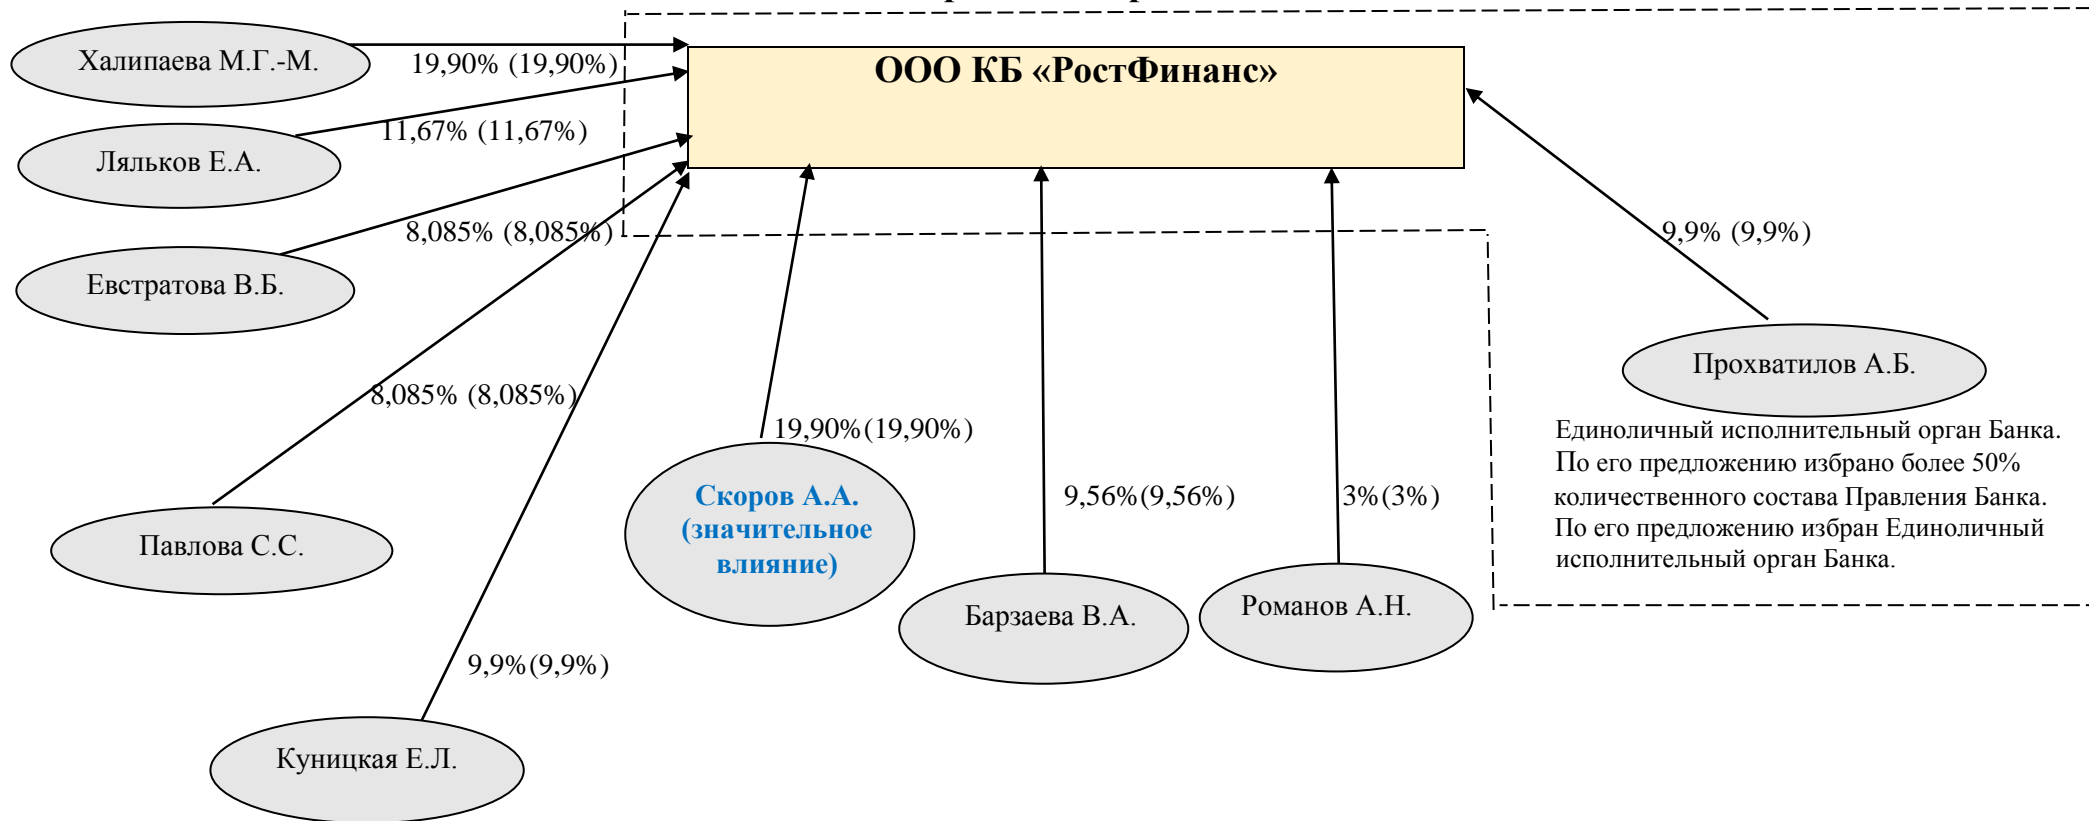 ООО КБ «РостФинанс»
Халипаева М.Г.-М.
19,90% (19,90%)
Ляльков Е.А.
11,67% (11,67%)
Евстратова В.Б.
8,085% (8,085%)
9,9% (9,9%)
Прохватилов А.Б.
Единоличный исполнительный орган Банка.
По его предложению избрано более 50%
количественного состава Правления Банка.
По его предложению избран Единоличный
исполнительный орган Банка.
8,085% (8,085%)
Павлова С.С.
19,90%(19,90%)
Скоров А.А.
(значительное
влияние)
9,56%(9,56%)
Барзаева В.А.
3%(3%)
Романов А.Н.
9,9%(9,9%)
Куницкая Е.Л.